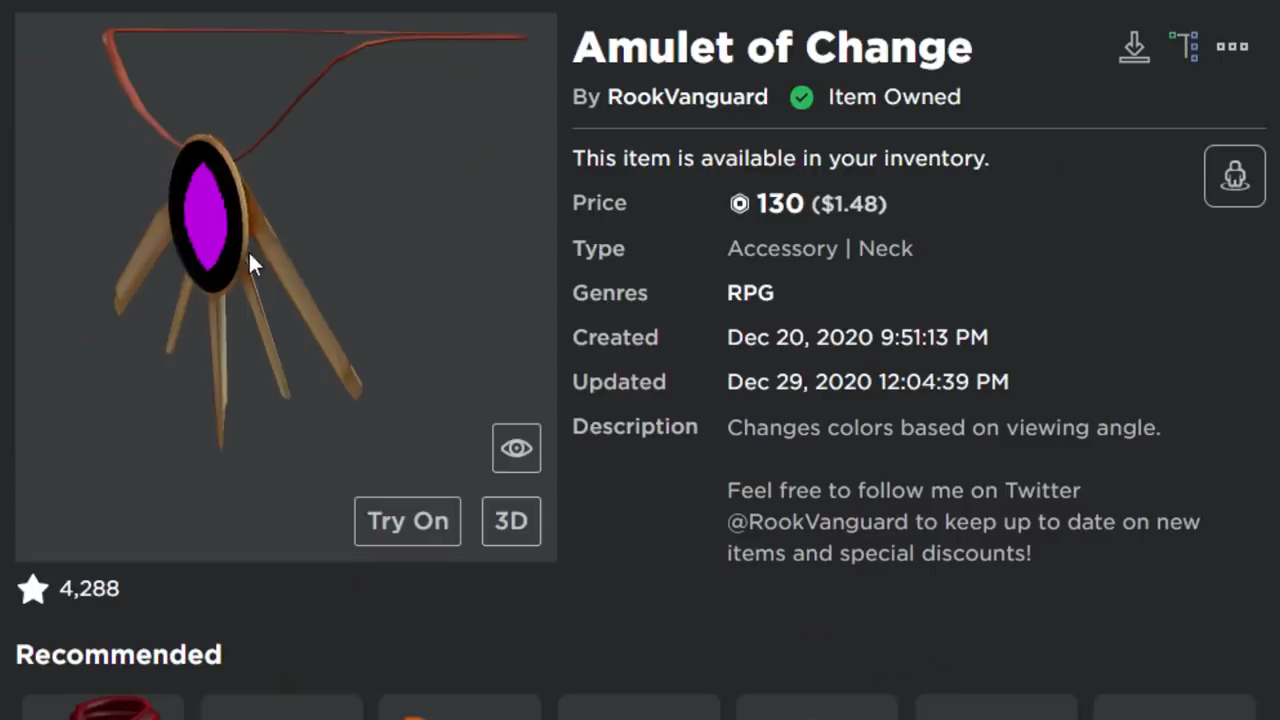 Amulet of Change
By RookVanguard Item Owned
This item is available in your inventory.
Price 130 ($1.48)
Type Accessory | Neck
Genres RPG
Created Dec 20, 2020 9:51:13 PM
Updated Dec 29, 2020 12:04:39 PM
Description Changes colors based on viewing angle.
Feel free to follow me on Twitter
@RookVanguard to keep up to date on new
items and special discounts!
Try On 3D
4,288
Recommended